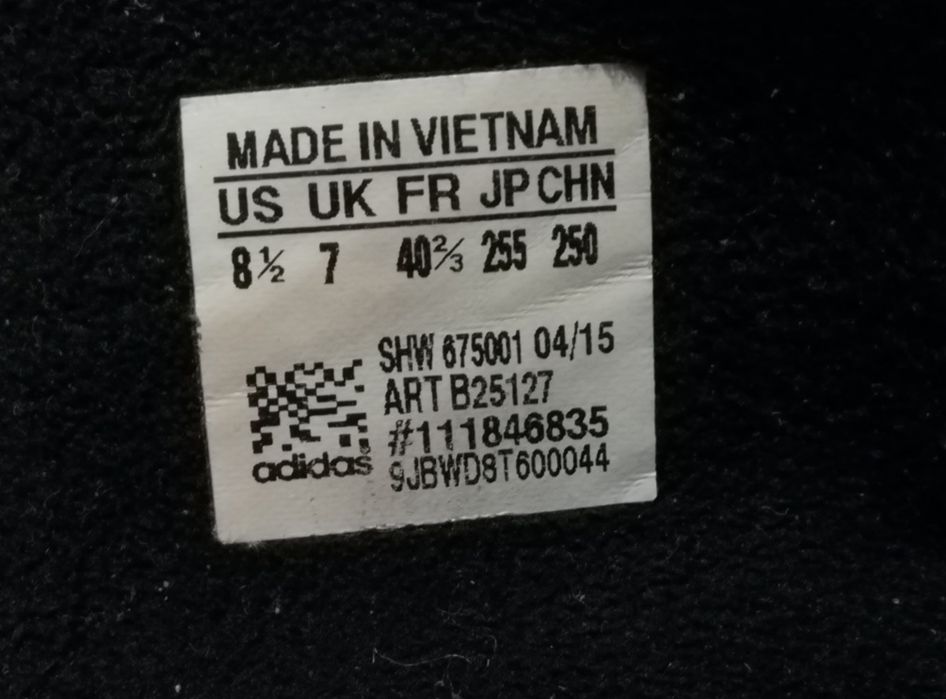 MADE IN VIETNAM
US UK FR JP CHN
8½ 7 40⅔ 255 250
SHW 675001 04/15
ART B25127
#111846835
adidas 9JBWD8T600044